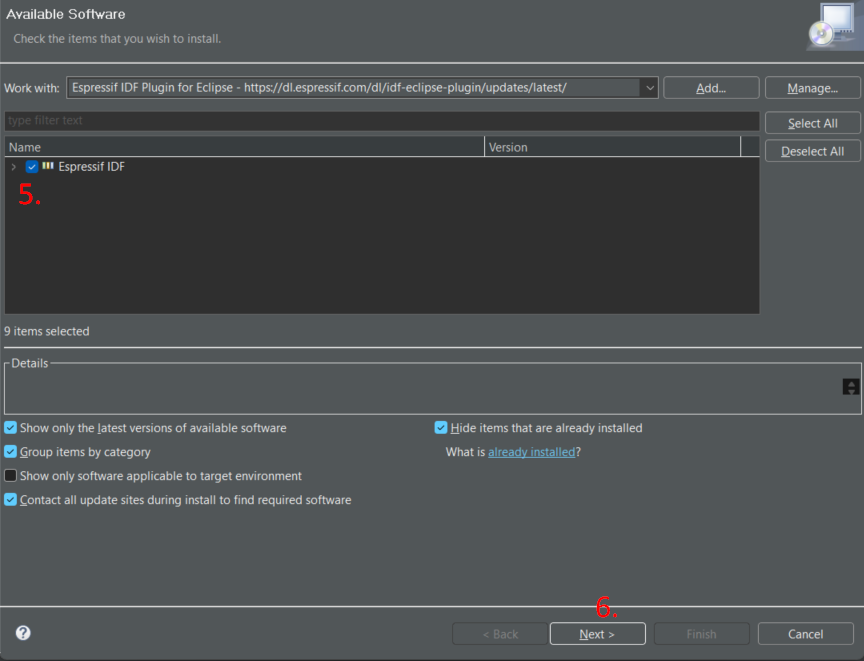 Available Software
Check the items that you wish to install.
Work with: Espressif IDF Plugin for Eclipse - https://dl.espressif.com/dl/idf-eclipse-plugin/updates/latest/ Add... Manage...
type filter text Select All
Name Version Deselect All
Espressif IDF
5.
9 items selected
Details
Show only the latest versions of available software Hide items that are already installed
Group items by category What is already installed?
Show only software applicable to target environment
Contact all update sites during install to find required software
6.
? < Back Next > Finish Cancel